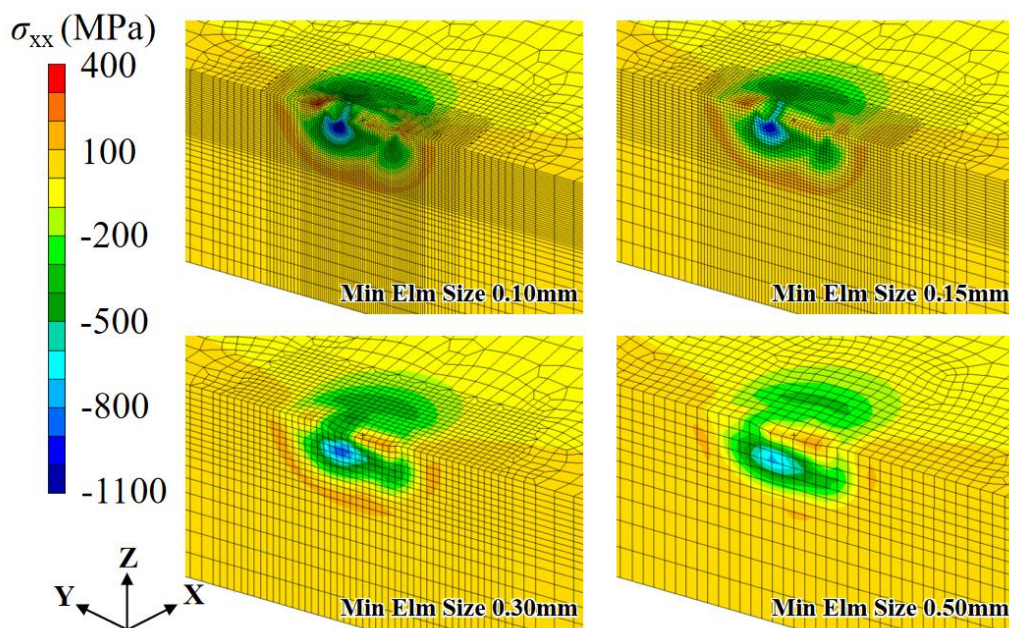 σxx (MPa)
400
100
-200
-500
-800
-1100
Z
Y
X
Min Elm Size 0.10mm
Min Elm Size 0.15mm
Min Elm Size 0.30mm
Min Elm Size 0.50mm